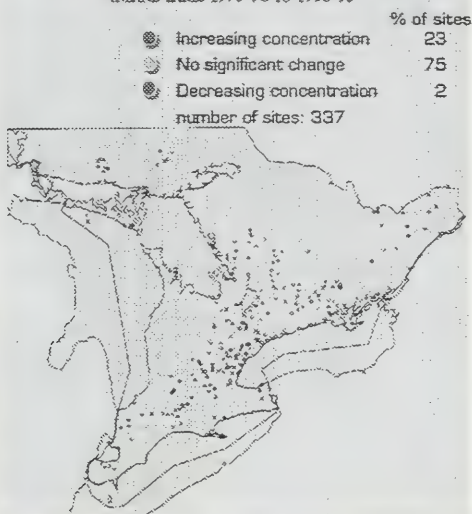 % of sites
Increasing concentration 23
No significant change 75
Decreasing concentration 2
number of sites: 337